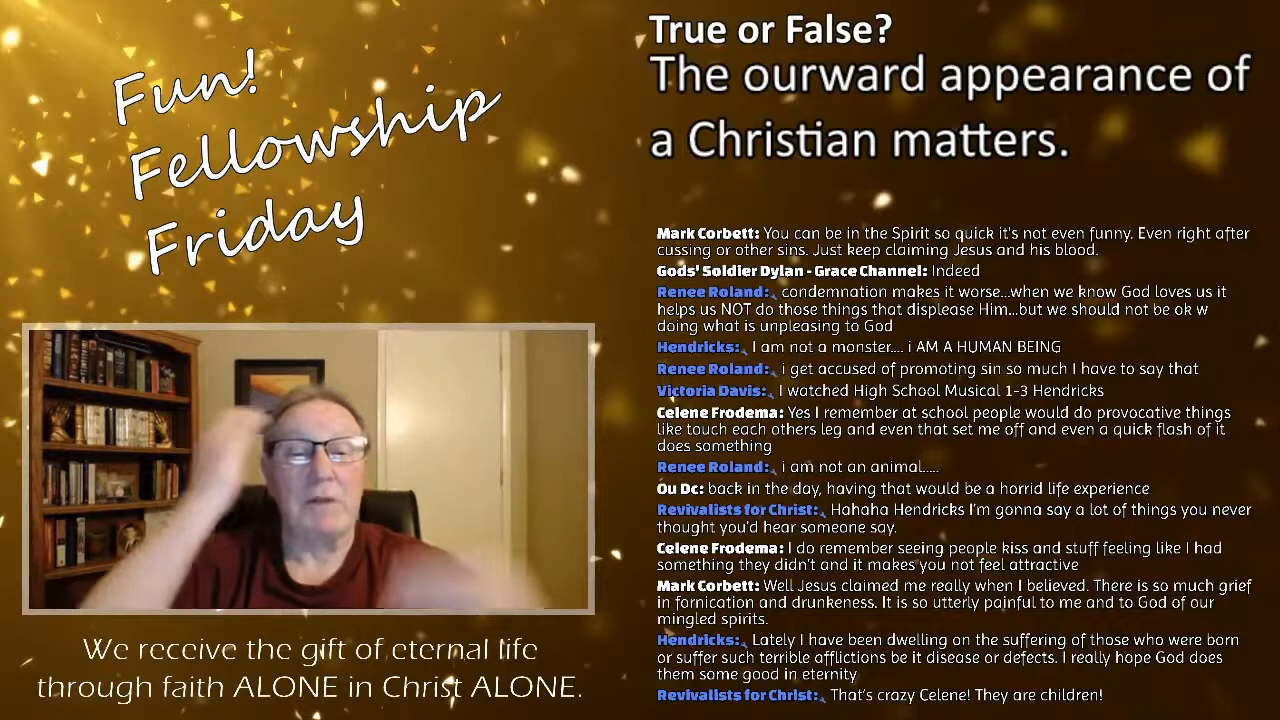 Fun!
Fellowship
Friday
We receive the gift of eternal life
through faith ALONE in Christ ALONE.
True or False?
The ourward appearance of
a Christian matters.
Mark Corbett: You can be in the Spirit so quick it's not even funny. Even right after
cussing or other sins. Just keep claiming Jesus and his blood.
Gods' Soldier Dylan - Grace Channel: Indeed
Renee Roland: condemnation makes it worse...when we know God loves us it
helps us NOT do those things that displease Him...but we should not be ok w
doing what is unpleasing to God
Hendricks: I am not a monster.... i AM A HUMAN BEING
Renee Roland: i get accused of promoting sin so much I have to say that
Victoria Davis: I watched High School Musical 1-3 Hendricks
Celene Frodema: Yes I remember at school people would do provocative things
like touch each others leg and even that set me off and even a quick flash of it
does something
Renee Roland: i am not an animal.....
Ou Dc: back in the day, having that would be a horrid life experience
Revivalists for Christ: Hahaha Hendricks I'm gonna say a lot of things you never
thought you'd hear someone say.
Celene Frodema: I do remember seeing people kiss and stuff feeling like I had
something they didn't and it makes you not feel attractive
Mark Corbett: Well Jesus claimed me really when I believed. There is so much grief
in fornication and drunkeness. It is so utterly painful to me and to God of our
mingled spirits.
Hendricks: Lately I have been dwelling on the suffering of those who were born
or suffer such terrible afflictions be it disease or defects. I really hope God does
them some good in eternity
Revivalists for Christ: That's crazy Celene! They are children!